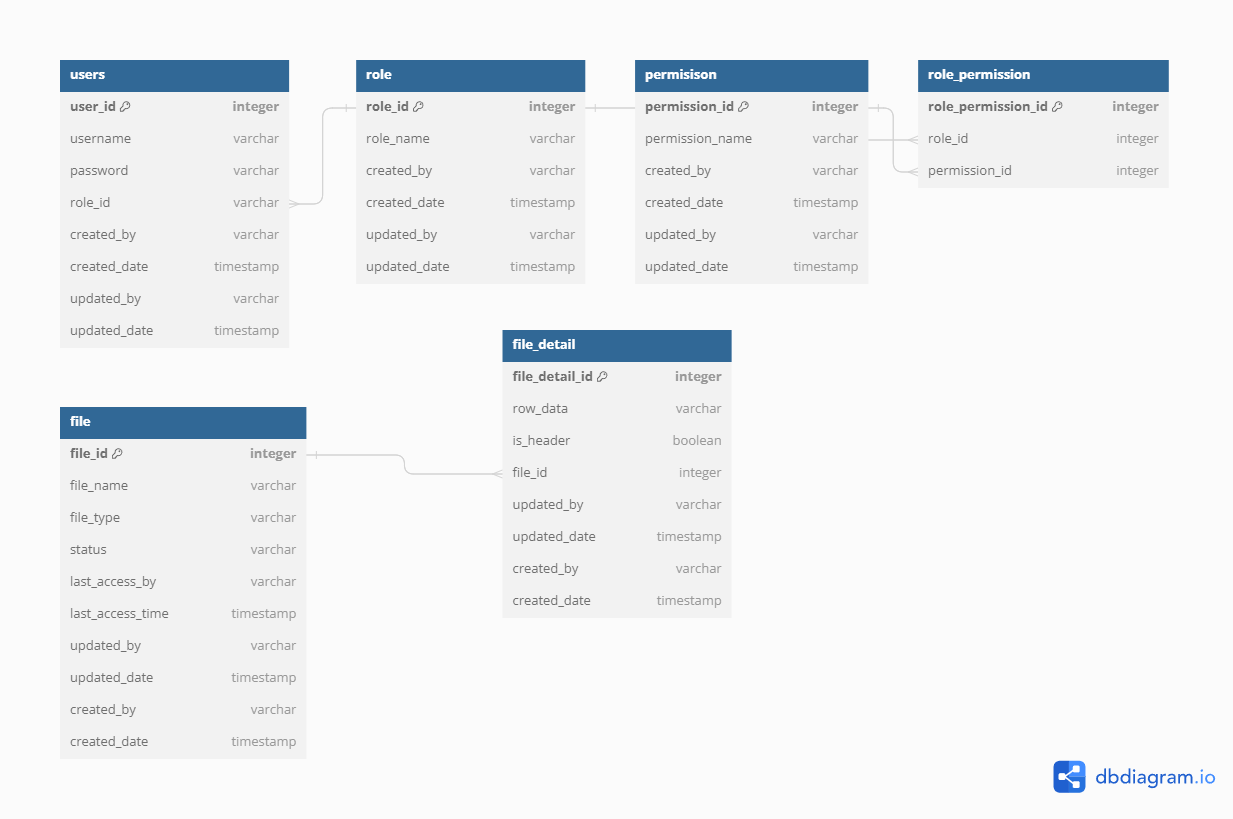 users
user_id integer
username varchar
password varchar
role_id varchar
created_by varchar
created_date timestamp
updated_by varchar
updated_date timestamp
role
role_id integer
role_name varchar
created_by varchar
created_date timestamp
updated_by varchar
updated_date timestamp
permisison
permission_id integer
permission_name varchar
created_by varchar
created_date timestamp
updated_by varchar
updated_date timestamp
role_permission
role_permission_id integer
role_id integer
permission_id integer
file_detail
file_detail_id integer
row_data varchar
is_header boolean
file_id integer
updated_by varchar
updated_date timestamp
created_by varchar
created_date timestamp
file
file_id integer
file_name varchar
file_type varchar
status varchar
last_access_by varchar
last_access_time timestamp
updated_by varchar
updated_date timestamp
created_by varchar
created_date timestamp
dbdiagram.io